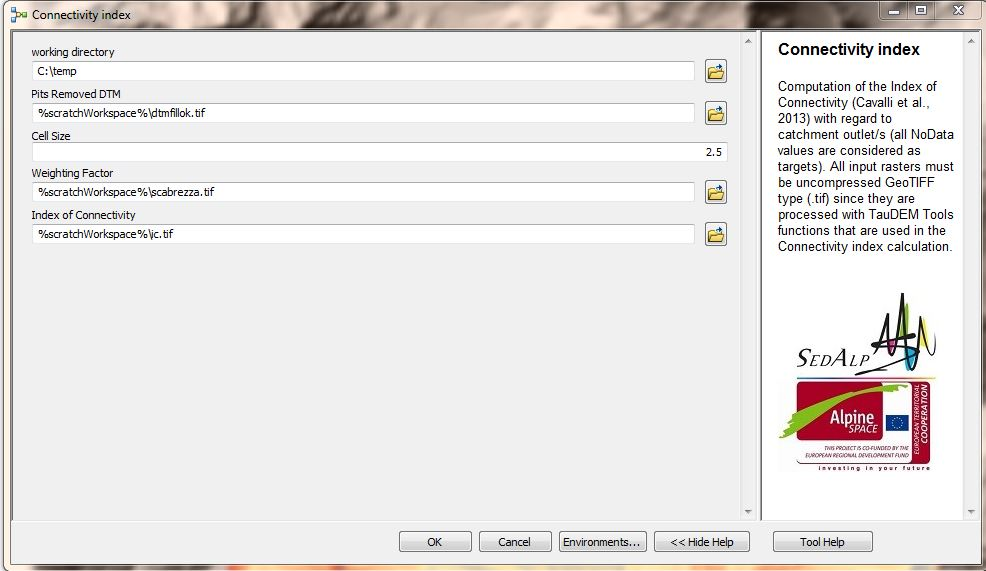 Connectivity index
working directory
C:\temp
Pits Removed DTM
%scratchWorkspace%\dtmfillok.tif
Cell Size
2.5
Weighting Factor
%scratchWorkspace%\scabrezza.tif
Index of Connectivity
%scratchWorkspace%\ic.tif
Connectivity index
Computation of the Index of
Connectivity (Cavalli et al.,
2013) with regard to
catchment outlet/s (all NoData
values are considered as
targets). All input rasters must
be uncompressed GeoTIFF
type (.tif) since they are
processed with TauDEM Tools
functions that are used in the
Connectivity index calculation.
SEDALP
Alpine
SPACE
EUROPEAN TERRITORIAL
COOPERATION
THIS PROJECT IS CO-FUNDED BY THE
EUROPEAN REGIONAL DEVELOPMENT FUND
investing in your future
OK
Cancel
Environments...
<< Hide Help
Tool Help